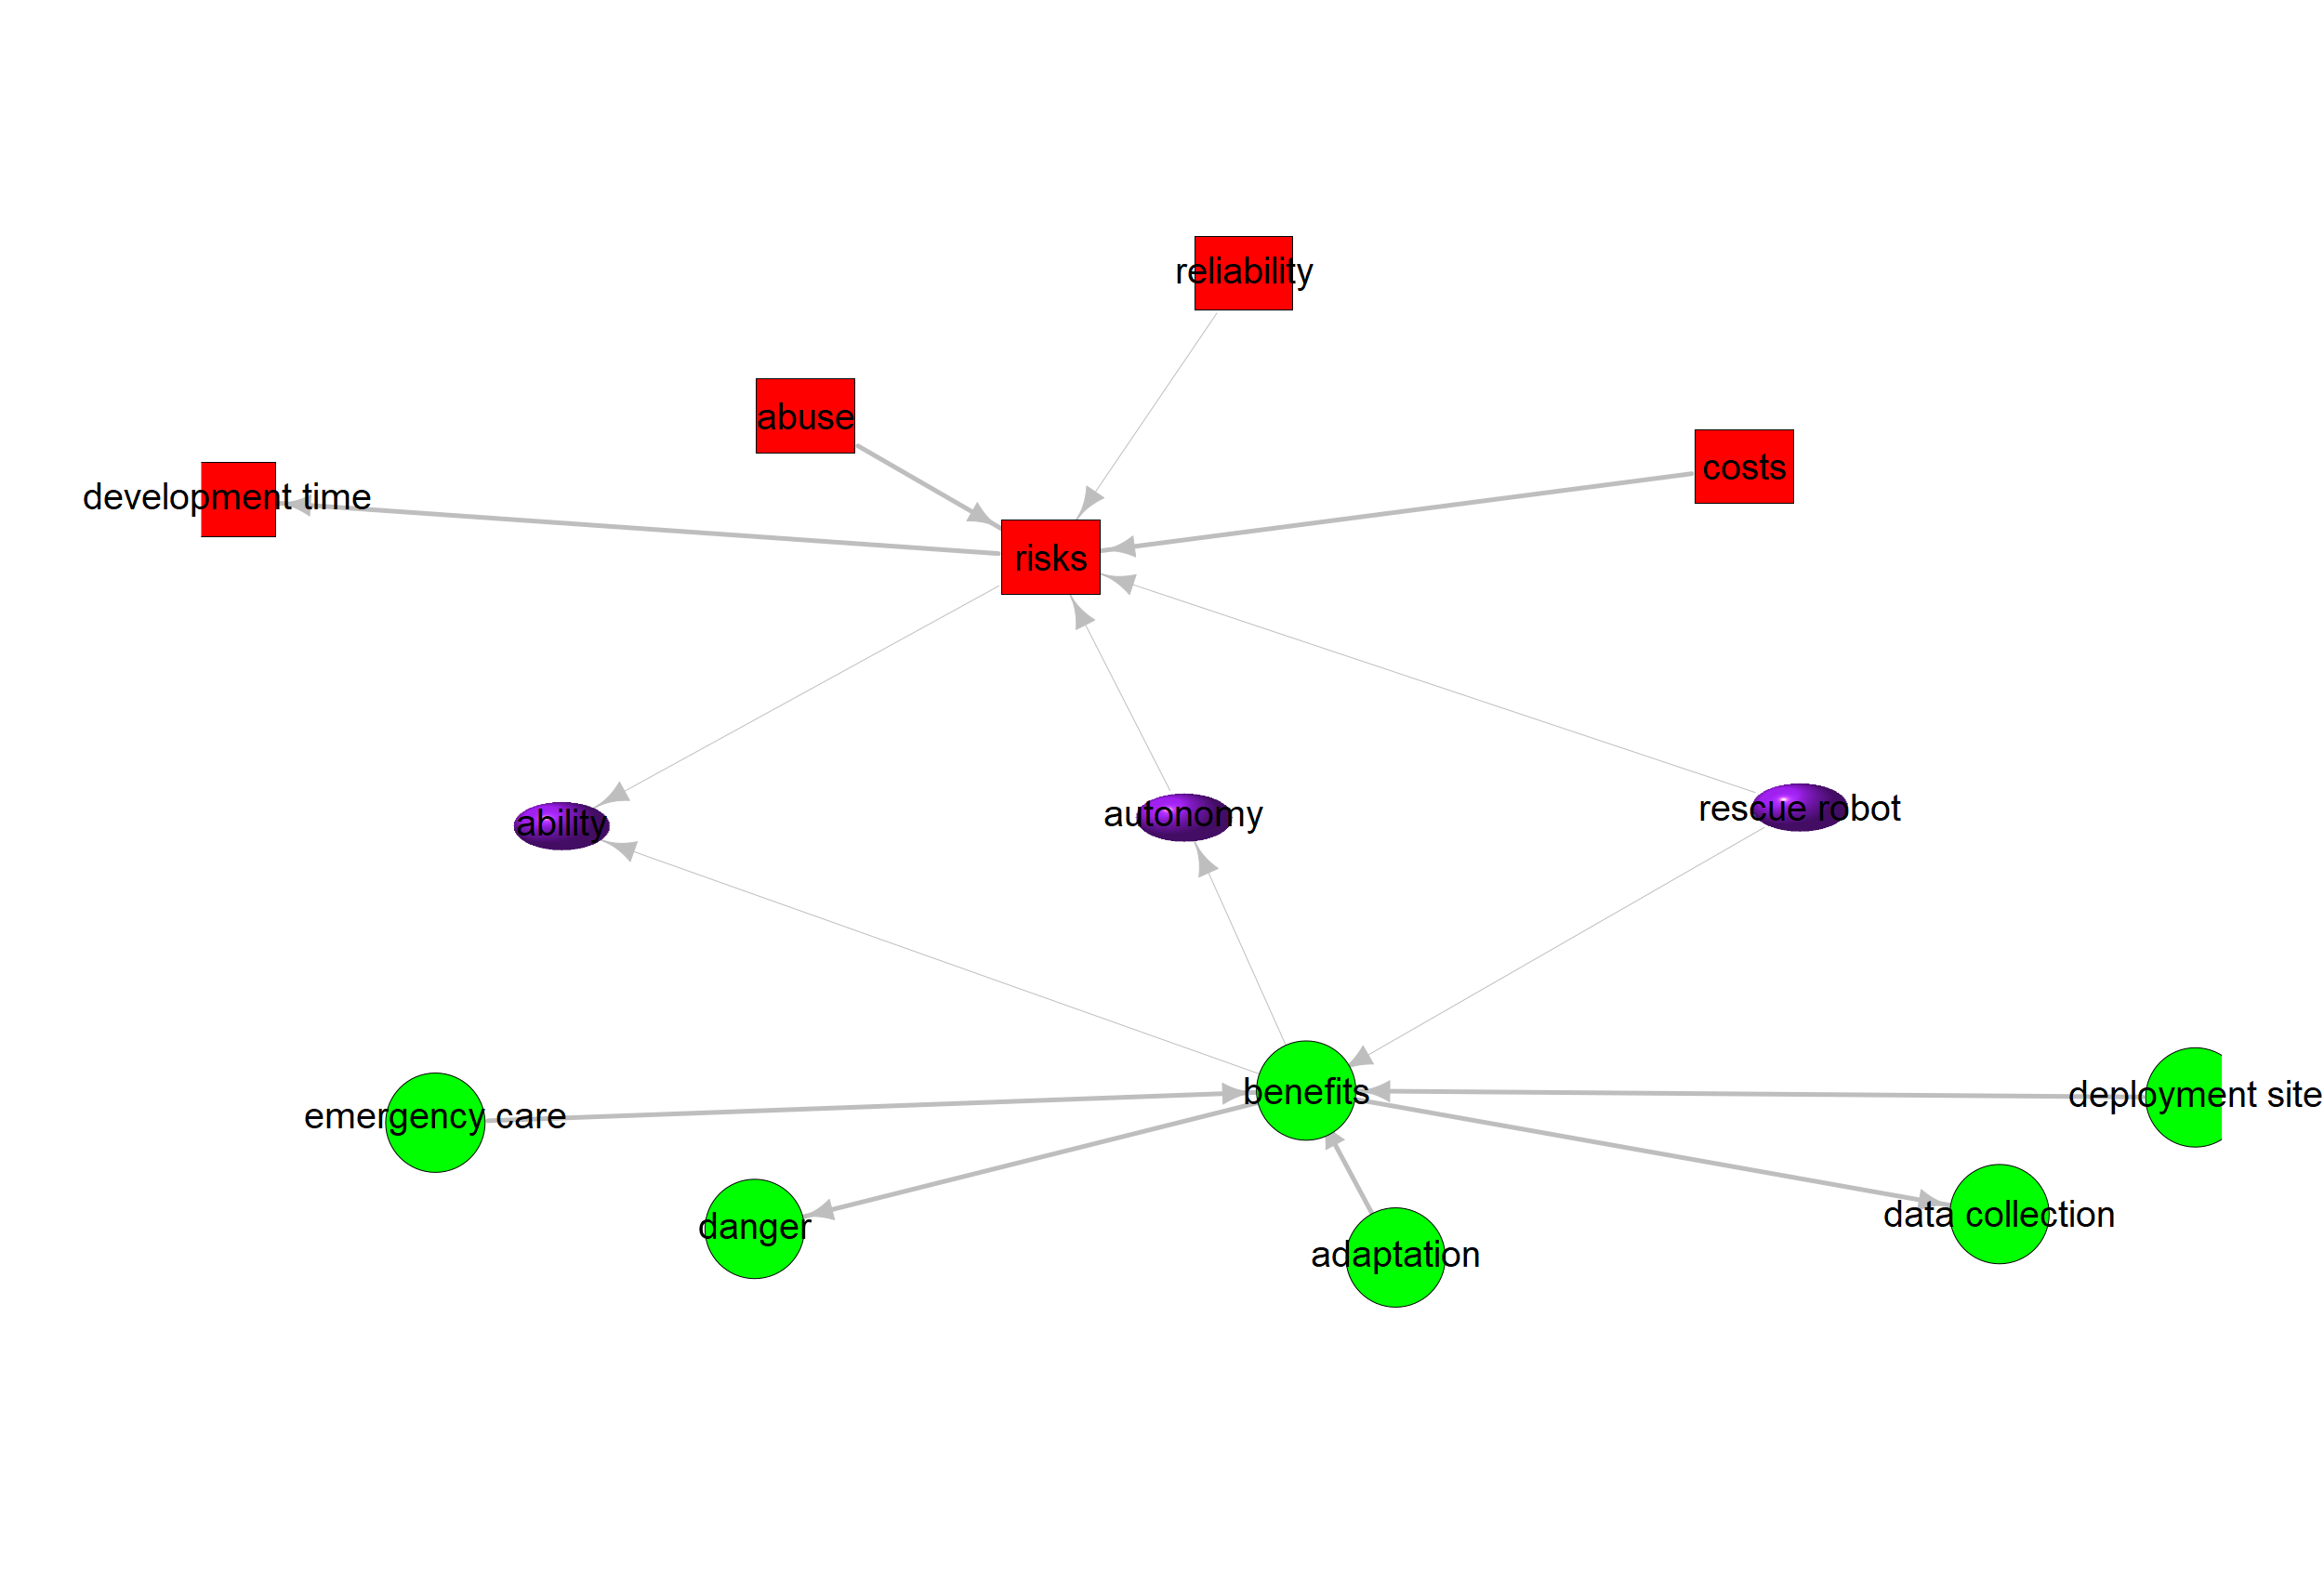 reliability
abuse
costs
development time
risks
ability
autonomy
rescue robot
benefits
deployment site
emergency care
data collection
danger
adaptation